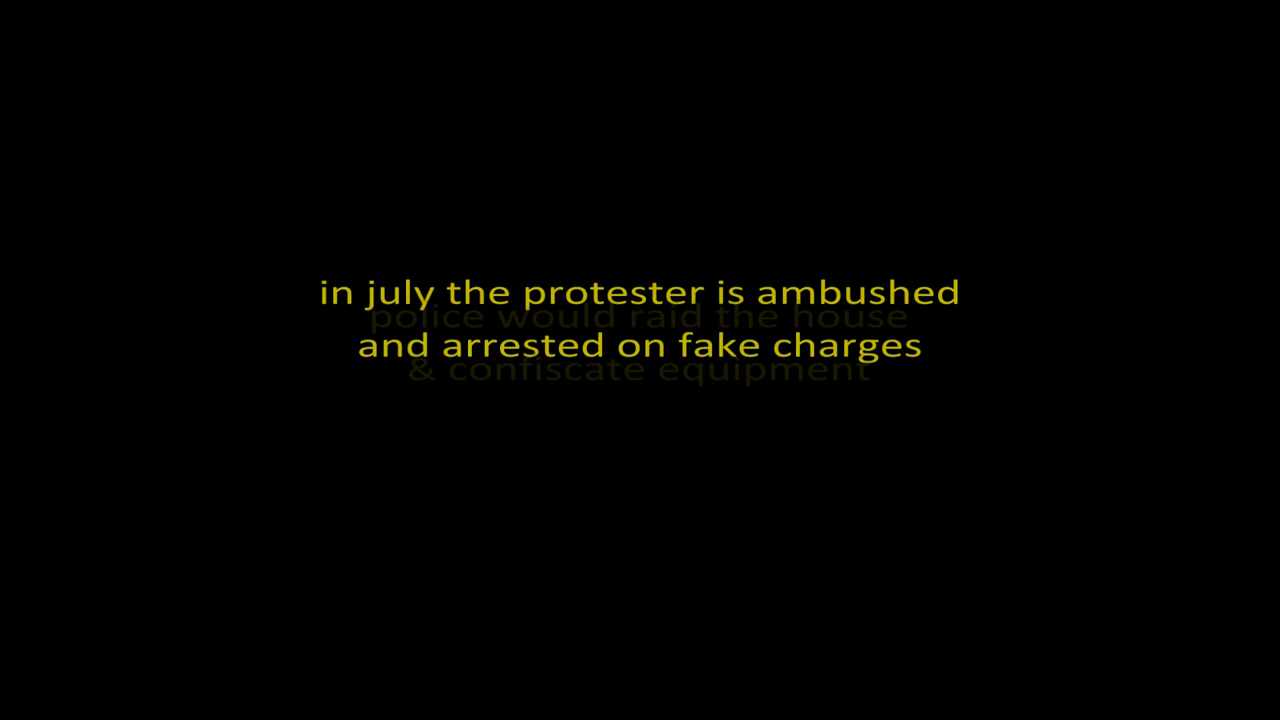 in july the protester is ambushed
police would raid the house
and arrested on fake charges
& confiscate equipment